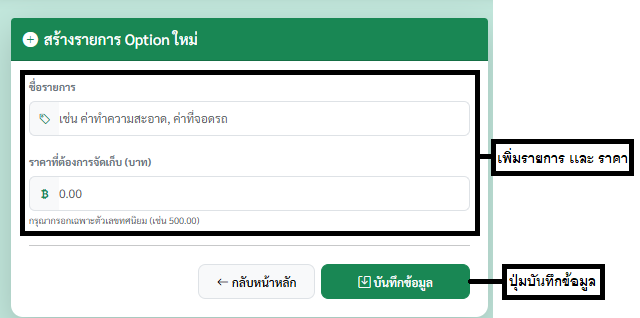 สร้างรายการ Option ใหม่
ชื่อรายการ
เช่น ค่าทำความสะอาด, ค่าที่จอดรถ
เพิ่มรายการ และ ราคา
ราคาที่ต้องการจัดเก็บ (บาท)
฿ 0.00
กรุณากรอกเฉพาะตัวเลขทศนิยม (เช่น 500.00)
← กลับหน้าหลัก
บันทึกข้อมูล
ปุ่มบันทึกข้อมูล